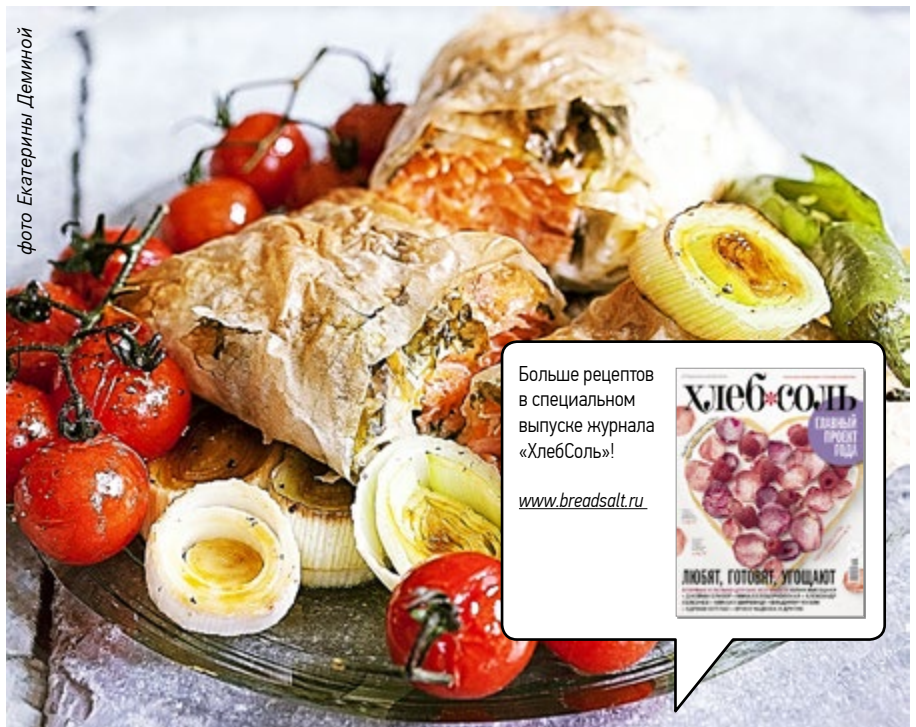 фото Екатерины Деминой
Больше рецептов
в специальном
выпуске журнала
«ХлебСоль»!
www.breadsalt.ru
хлеб*соль
ГЛАВНЫЙ
ПРОЕКТ
ГОДА
ЛЮБЯТ, ГОТОВЯТ, УГОЩАЮТ